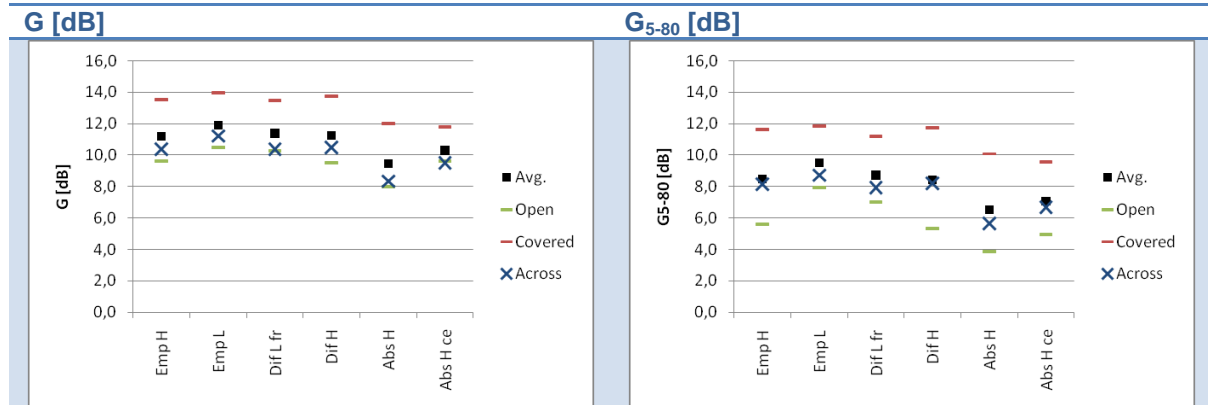 G [dB]
G5-80 [dB]
16,0
14,0
12,0
10,0
8,0
6,0
4,0
2,0
0,0
G [dB]
Emp H
Emp L
Dif L fr
Dif H
Abs H
Abs H ce
Avg.
Open
Covered
Across
16,0
14,0
12,0
10,0
8,0
6,0
4,0
2,0
0,0
G5-80 [dB]
Emp H
Emp L
Dif L fr
Dif H
Abs H
Abs H ce
Avg.
Open
Covered
Across